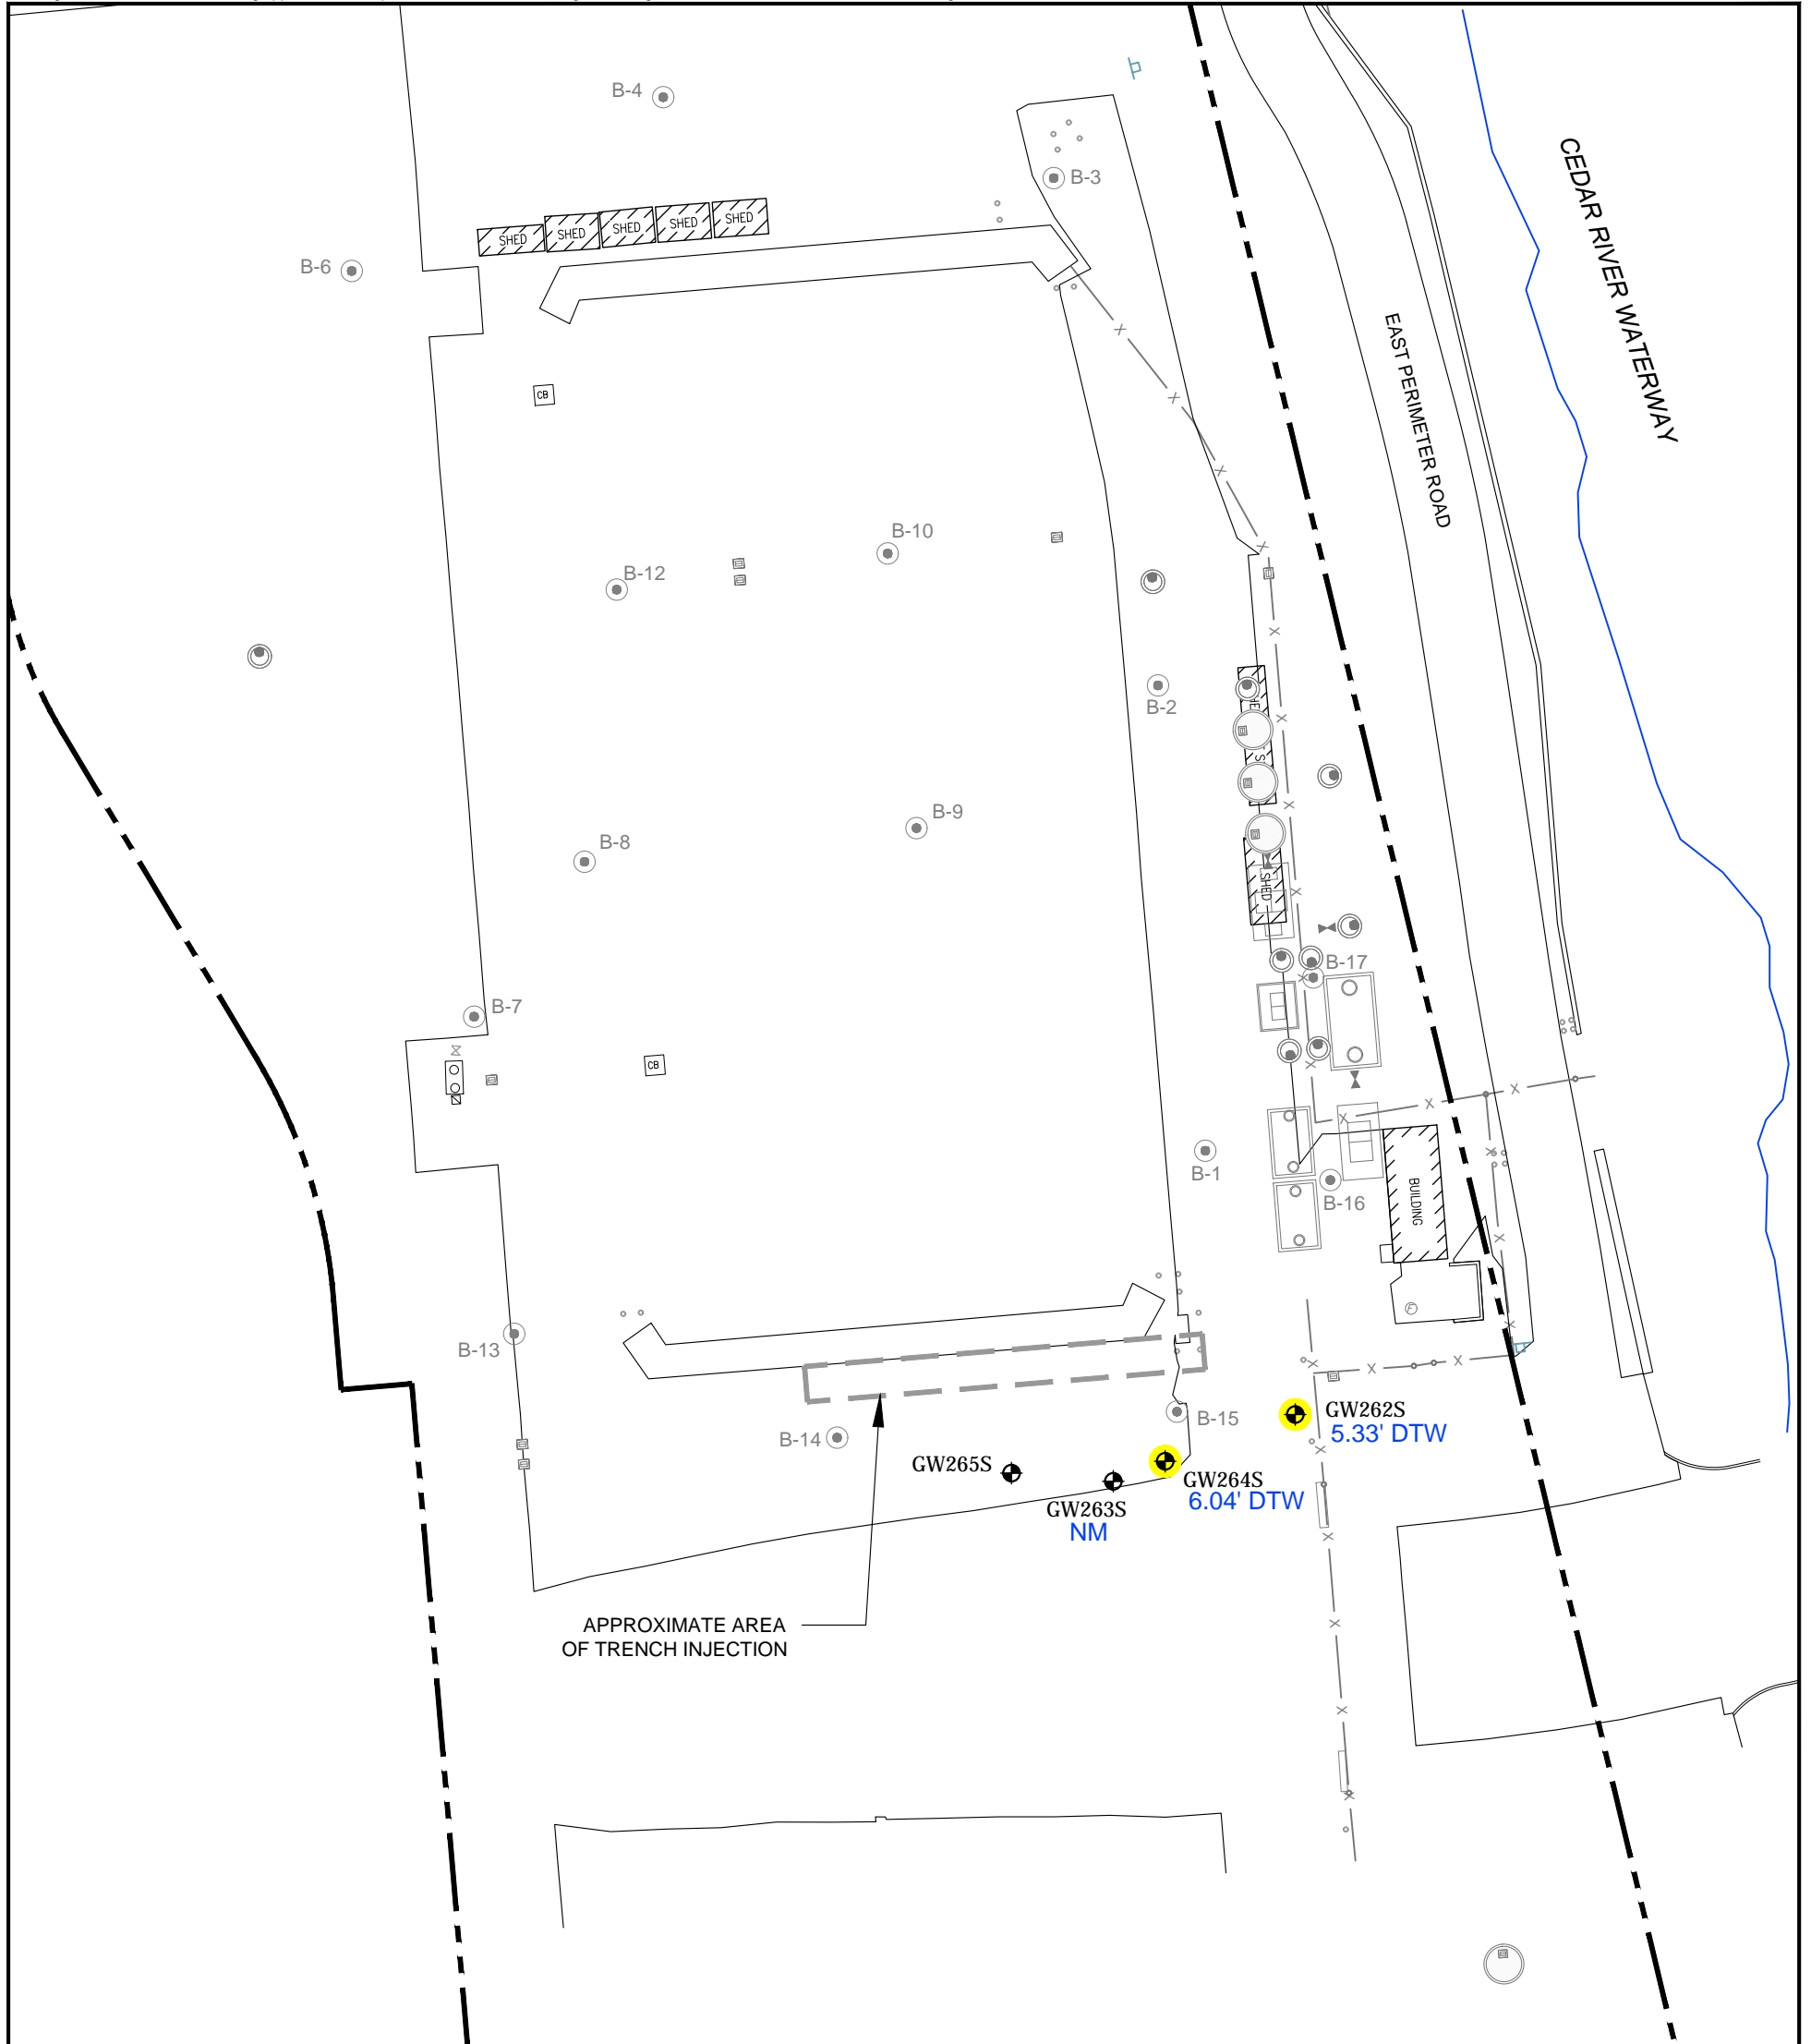 B-4
B-3
CEDAR RIVER WATERWAY
SHED
SHED
SHED
SHED
SHED
B-6
EAST PERIMETER ROAD
CB
B-10
B-12
B-2
SHED
B-9
B-8
B-17
B-7
CB
B-1
B-16
BUILDING
F
B-13
B-15
GW262S
5.33' DTW
B-14
GW265S
GW264S
6.04' DTW
GW263S
NM
APPROXIMATE AREA
OF TRENCH INJECTION